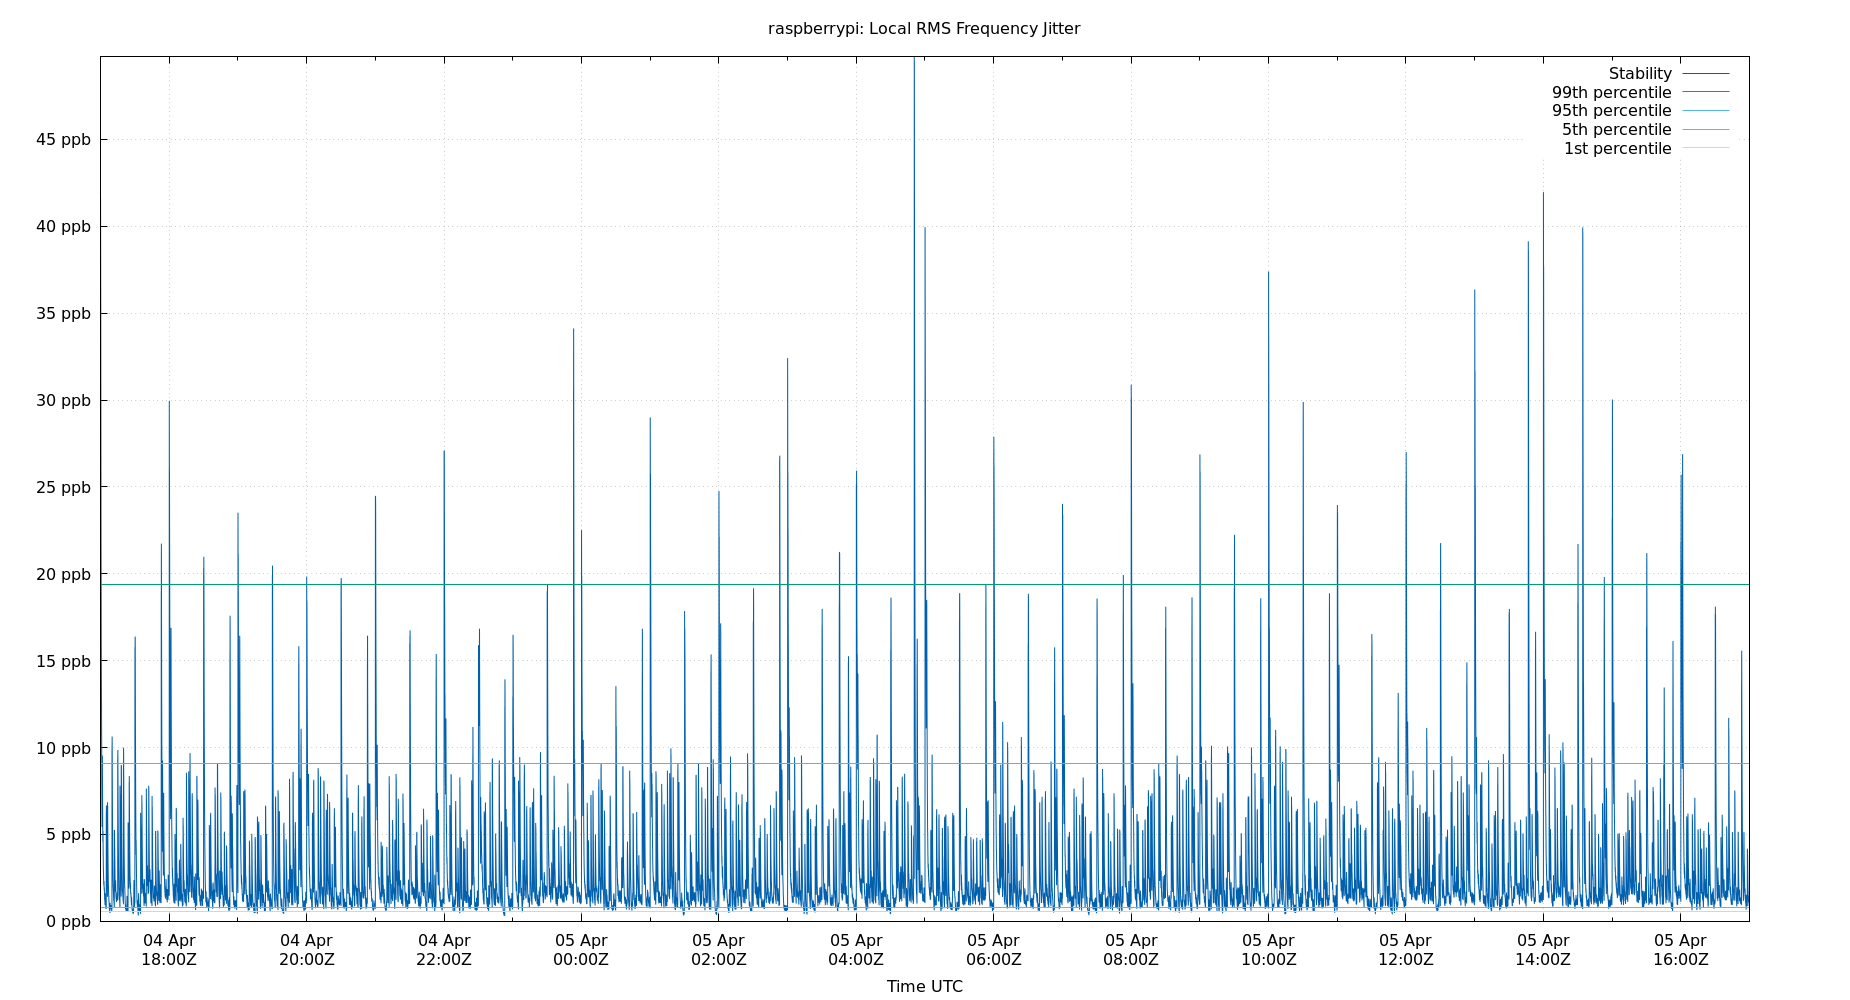 raspberrypi: Local RMS Frequency Jitter
Stability
99th percentile
95th percentile
5th percentile
1st percentile
45 ppb
40 ppb
35 ppb
30 ppb
25 ppb
20 ppb
15 ppb
10 ppb
5 ppb
0 ppb
04 Apr 04 Apr 04 Apr 05 Apr 05 Apr 05 Apr 05 Apr 05 Apr 05 Apr 05 Apr 05 Apr 05 Apr
18:00Z 20:00Z 22:00Z 00:00Z 02:00Z 04:00Z 06:00Z 08:00Z 10:00Z 12:00Z 14:00Z 16:00Z
Time UTC